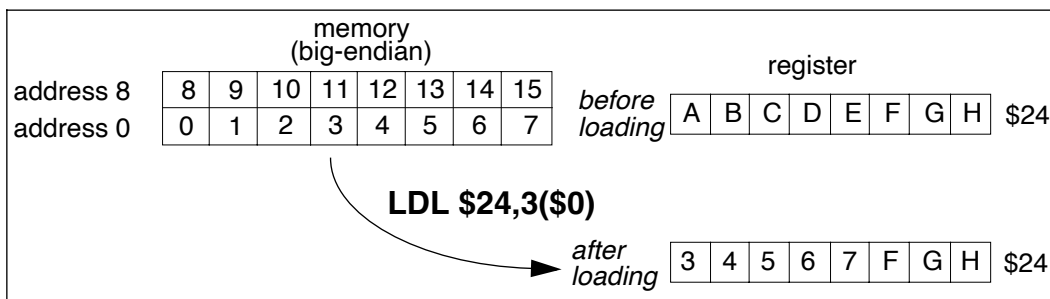 memory
(big-endian)
register
address 8 8 9 10 11 12 13 14 15
before
loading A B C D E F G H $24
address 0 0 1 2 3 4 5 6 7
LDL $24,3($0)
after
loading 3 4 5 6 7 F G H $24